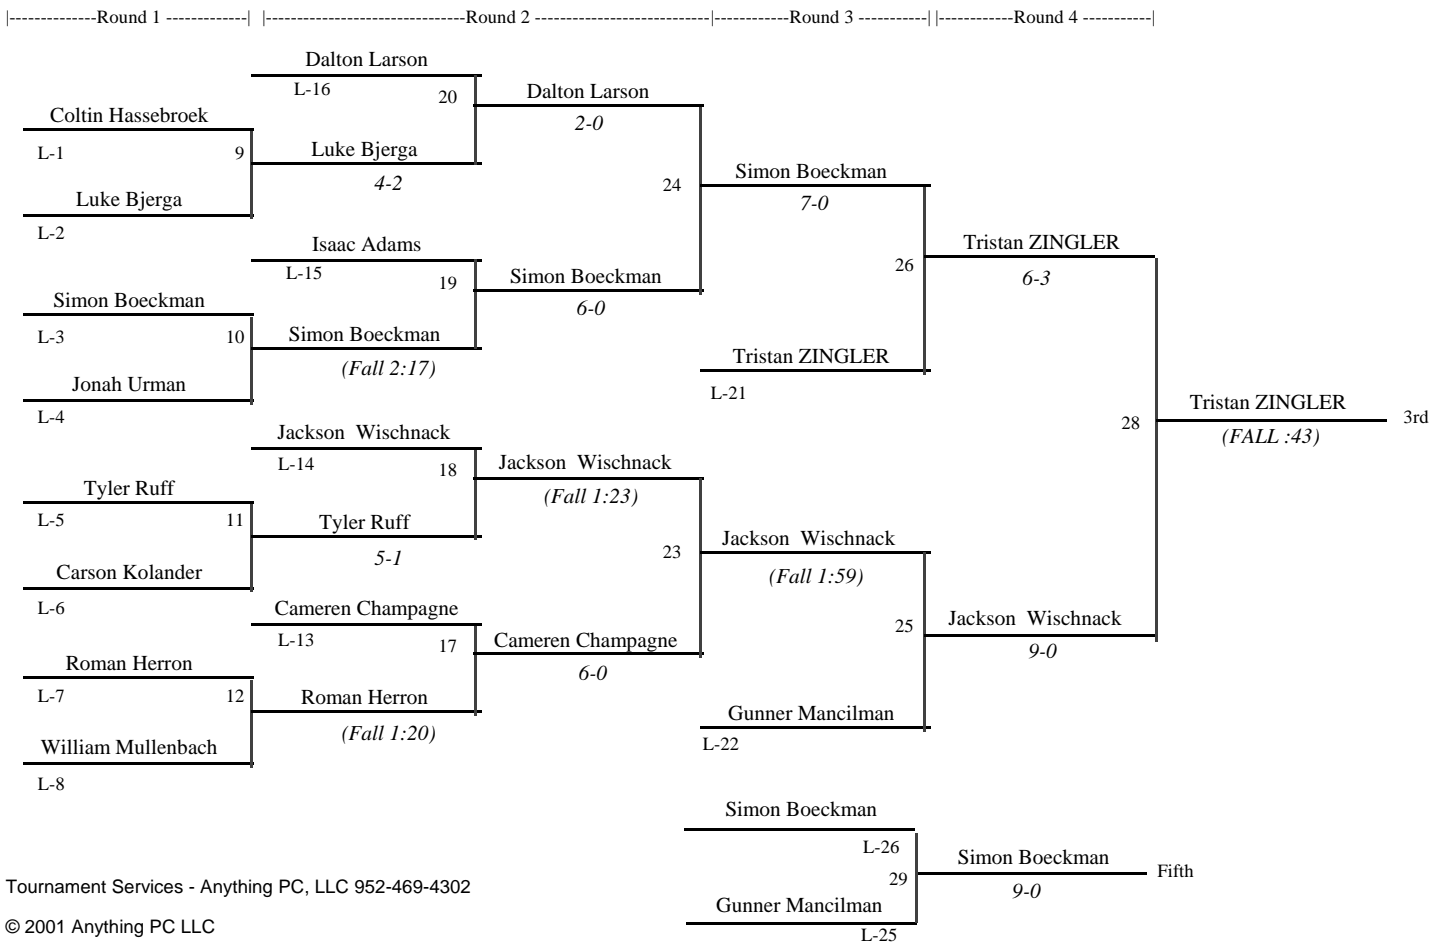 |-------------Round 1 --------------| |-------------------------------Round 2 ---------------------------|------------Round 3 -----------| |------------Round 4 -----------|
Dalton Larson
L-16
20
Dalton Larson
2-0
Coltin Hassebroek
L-1
9
Luke Bjerga
4-2
Luke Bjerga
L-2
24
Simon Boeckman
7-0
Isaac Adams
L-15
19
Simon Boeckman
6-0
Simon Boeckman
L-3
10
Simon Boeckman
(Fall 2:17)
Jonah Urman
L-4
26
Tristan ZINGLER
6-3
Tristan ZINGLER
L-21
Jackson  Wischnack
L-14
18
Jackson  Wischnack
(Fall 1:23)
Tyler Ruff
L-5
11
Tyler Ruff
5-1
Carson Kolander
L-6
23
Jackson  Wischnack
(Fall 1:59)
28
Tristan ZINGLER
(FALL :43)
3rd
Cameren Champagne
L-13
17
Cameren Champagne
6-0
Roman Herron
L-7
12
Roman Herron
(Fall 1:20)
William Mullenbach
L-8
25
Jackson  Wischnack
9-0
Gunner Mancilman
L-22
Simon Boeckman
L-26
29
Simon Boeckman
9-0
Fifth
Gunner Mancilman
L-25
Tournament Services - Anything PC, LLC 952-469-4302
© 2001 Anything PC LLC